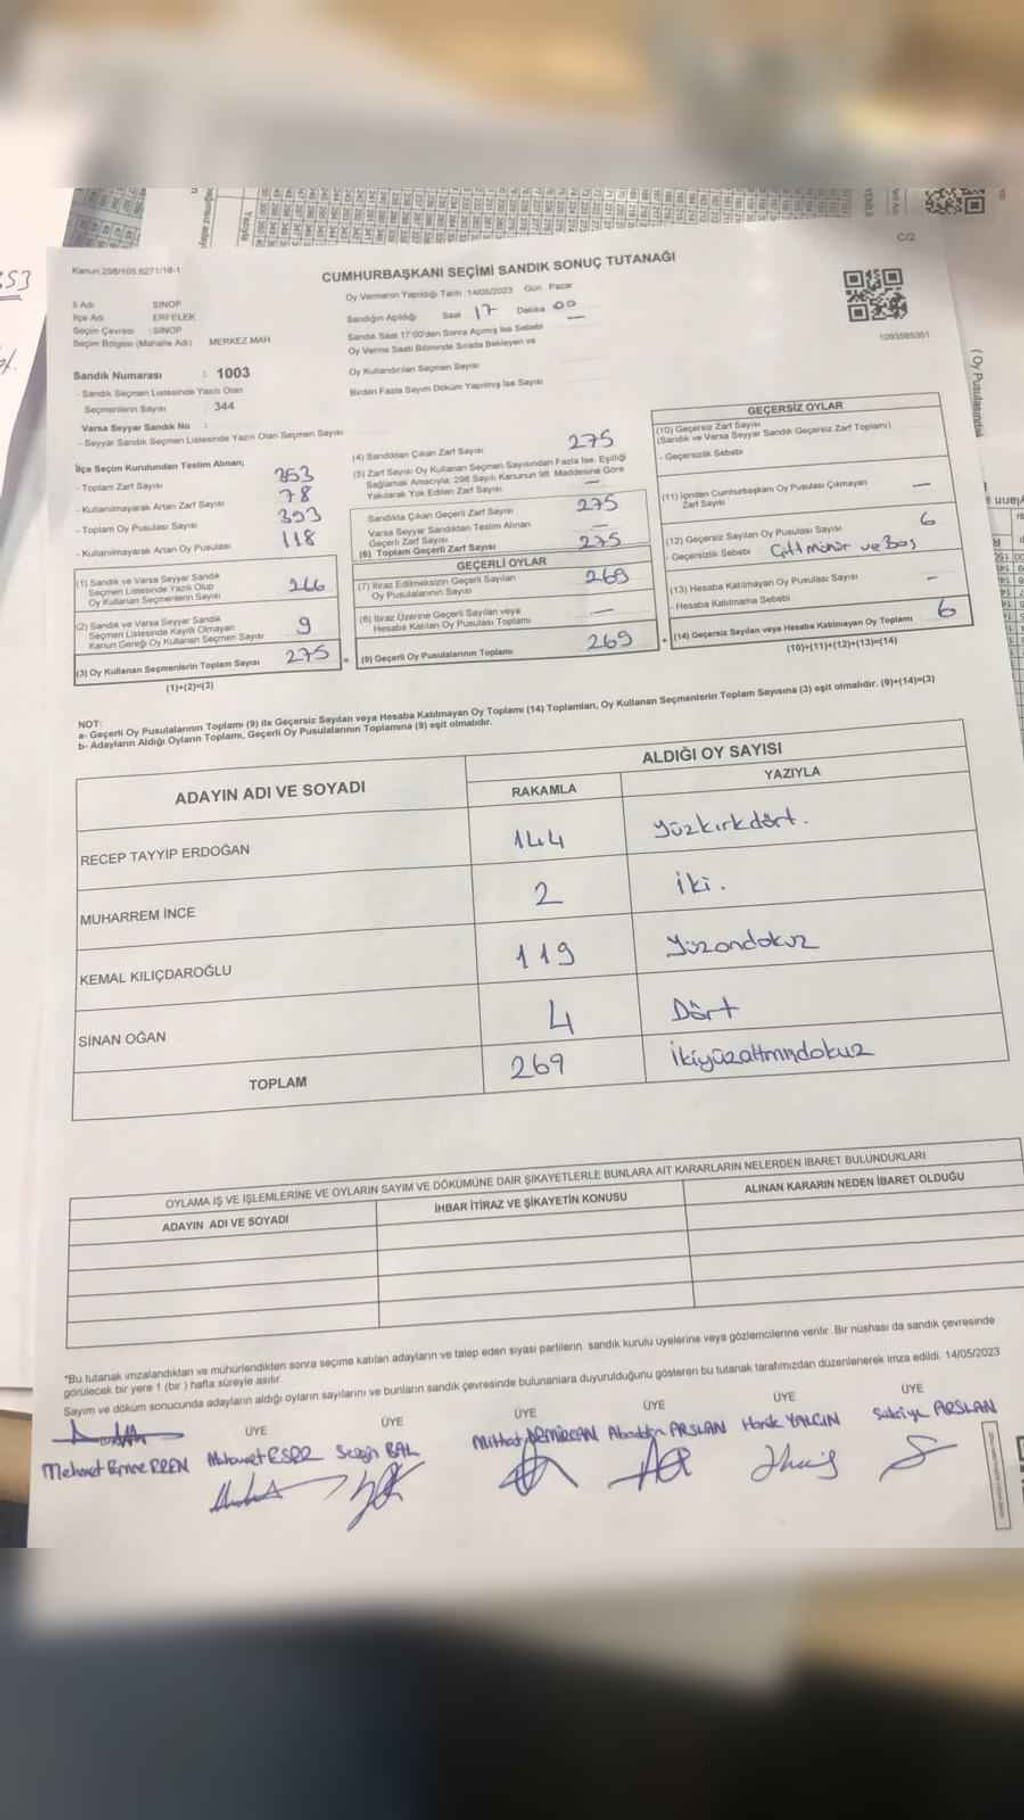 353
C/2
Kanun 298/105 6271/18-1
CUMHURBAŞKANI SEÇİMİ SANDIK SONUÇ TUTANAĞI
İl Adı SİNOP
İlçe Adı ERFELEK
Seçim Çevresi : SİNOP
Seçim Bölgesi (Mahalle Adı) MERKEZ MAH
Sandık Numarası : 1003
- Sandık Seçmen Listesinde Yazılı Olan
Seçmenlerin Sayısı 344
Varsa Seyyar Sandık No :
- Seyyar Sandık Seçmen Listesinde Yazılı Olan Seçmen Sayısı
Oy Vermenin Yapıldığı Tarih : 14/05/2023 Gün : Pazar
Sandığın Açıldığı Saat 17 Dakika 00
Sandık Saat 17:00'den Sonra Açılmış İse Sebebi —
Oy Verme Saati Bitiminde Sırada Bekleyen ve
Oy Kullandırılan Seçmen Sayısı
Birden Fazla Sayım Döküm Yapılmış İse Sayısı
1093585351
(Oy Pusulasındaki
İlçe Seçim Kurulundan Teslim Alınan;
- Toplam Zarf Sayısı 353
- Kullanılmayarak Artan Zarf Sayısı 78
- Toplam Oy Pusulası Sayısı 393
- Kullanılmayarak Artan Oy Pusulası 118
(1) Sandık ve Varsa Seyyar Sandık
Seçmen Listesinde Yazılı Olup
Oy Kullanan Seçmenlerin Sayısı 266
(2) Sandık ve Varsa Seyyar Sandık
Seçmen Listesinde Kayıtlı Olmayan
Kanun Gereği Oy Kullanan Seçmen Sayısı 9
(3) Oy Kullanan Seçmenlerin Toplam Sayısı 275
(1)+(2)=(3)
(4) Sandıktan Çıkan Zarf Sayısı 275
(5) Zarf Sayısı Oy Kullanan Seçmen Sayısından Fazla İse, Eşitliği
Sağlamak Amacıyla, 298 Sayılı Kanunun 98. Maddesine Göre
Yakılarak Yok Edilen Zarf Sayısı —
Sandıkta Çıkan Geçerli Zarf Sayısı 275
Varsa Seyyar Sandıktan Teslim Alınan
Geçerli Zarf Sayısı —
(6) Toplam Geçerli Zarf Sayısı 275
GEÇERLİ OYLAR
(7) İtiraz Edilmeksizin Geçerli Sayılan
Oy Pusulalarının Sayısı 269
(8) İtiraz Üzerine Geçerli Sayılan veya
Hesaba Katılan Oy Pusulası Toplamı —
(9) Geçerli Oy Pusulalarının Toplamı 269
GEÇERSİZ OYLAR
(10) Geçersiz Zarf Sayısı
(Sandık ve Varsa Seyyar Sandık Geçersiz Zarf Toplamı)
- Geçersizlik Sebebi
(11) İçinden Cumhurbaşkanı Oy Pusulası Çıkmayan
Zarf Sayısı —
(12) Geçersiz Sayılan Oy Pusulası Sayısı 6
- Geçersizlik Sebebi Çift mühür ve Boş
(13) Hesaba Katılmayan Oy Pusulası Sayısı —
- Hesaba Katılmama Sebebi
(14) Geçersiz Sayılan veya Hesaba Katılmayan Oy Toplamı 6
(10)+(11)+(12)+(13)=(14)
NOT:
a- Geçerli Oy Pusulalarının Toplamı (9) ile Geçersiz Sayılan veya Hesaba Katılmayan Oy Toplamı (14) Toplamları, Oy Kullanan Seçmenlerin Toplam Sayısına (3) eşit olmalıdır. (9)+(14)=(3)
b- Adayların Aldığı Oyların Toplamı, Geçerli Oy Pusulalarının Toplamına (9) eşit olmalıdır.
ADAYIN ADI VE SOYADI
ALDIĞI OY SAYISI
RAKAMLA YAZIYLA
RECEP TAYYİP ERDOĞAN 144 yüzkırkdört.
MUHARREM İNCE 2 iki.
KEMAL KILIÇDAROĞLU 119 yüzondokuz
SİNAN OĞAN 4 Dört
TOPLAM 269 ikiyüzaltmışdokuz
OYLAMA İŞ VE İŞLEMLERİNE VE OYLARIN SAYIM VE DÖKÜMÜNE DAİR ŞİKAYETLERLE BUNLARA AİT KARARLARIN NELERDEN İBARET BULUNDUKLARI
ADAYIN ADI VE SOYADI İHBAR İTİRAZ VE ŞİKAYETİN KONUSU ALINAN KARARIN NEDEN İBARET OLDUĞU
*Bu tutanak imzalandıktan ve mühürlendikten sonra seçime katılan adayların ve talep eden siyasi partilerin sandık kurulu üyelerine veya gözlemcilerine verilir. Bir nüshası da sandık çevresinde
görülecek bir yere 1 (bir) hafta süreyle asılır.
Sayım ve döküm sonucunda adayların aldığı oyların sayılarını ve bunların sandık çevresinde bulunanlara duyurulduğunu gösteren bu tutanak tarafımızdan düzenlenerek imza edildi. 14/05/2023
ÜYE ÜYE ÜYE ÜYE ÜYE ÜYE
Mehmet Emre EREN Mehmet ESER Sezgin BAL Mithat DEMİRCAN Alaaddin ARSLAN Harik YALÇIN Sukriye ARSLAN